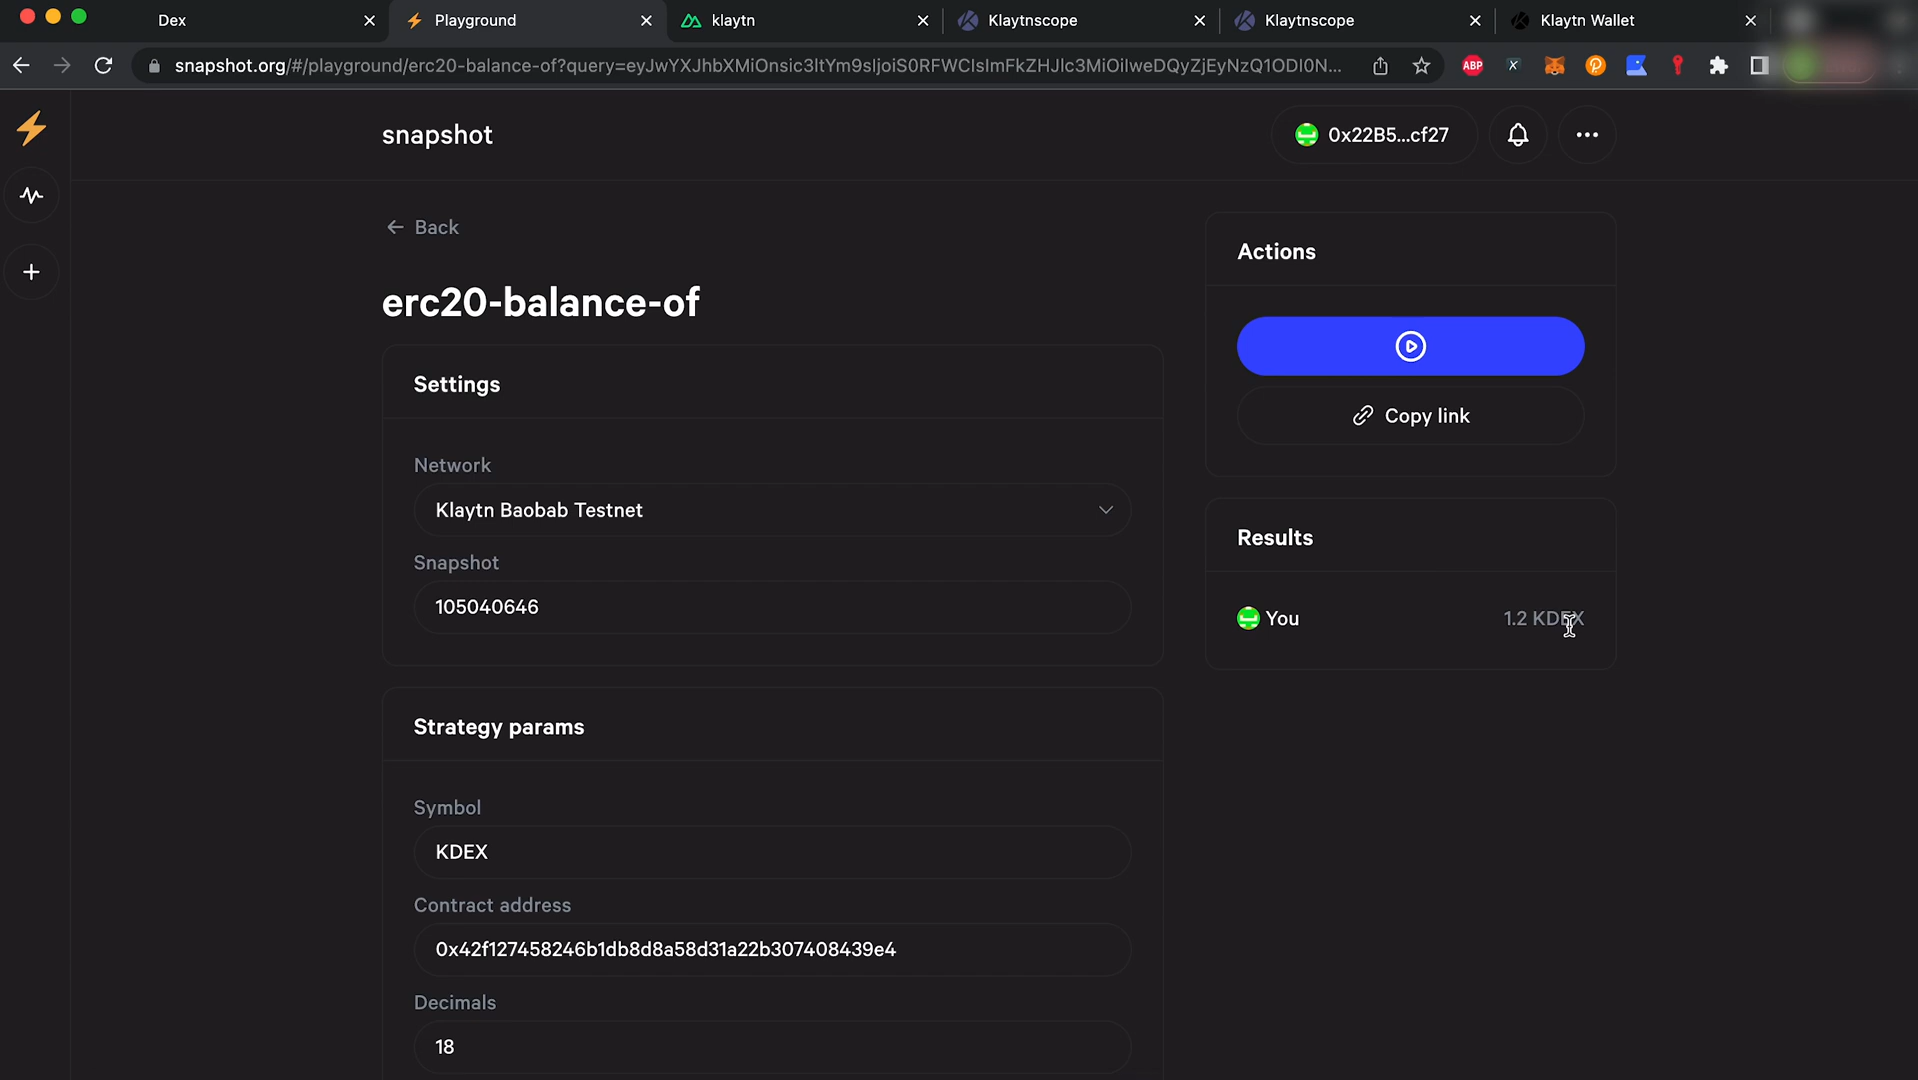 Dex
Playground
klaytn
Klaytnscope
Klaytnscope
Klaytn Wallet
snapshot.org/#/playground/erc20-balance-of?query=eyJwYXJhbXMiOnsic3ltYm9sIjoiS0RFWCIsImFkZHJlc3MiOiIweDQyZjEyNzQ1ODI0N...
ABP
snapshot
0x22B5...cf27
Back
erc20-balance-of
Settings
Network
Klaytn Baobab Testnet
Snapshot
105040646
Strategy params
Symbol
KDEX
Contract address
0x42f127458246b1db8d8a58d31a22b307408439e4
Decimals
18
Actions
Copy link
Results
You
1.2 KDEX